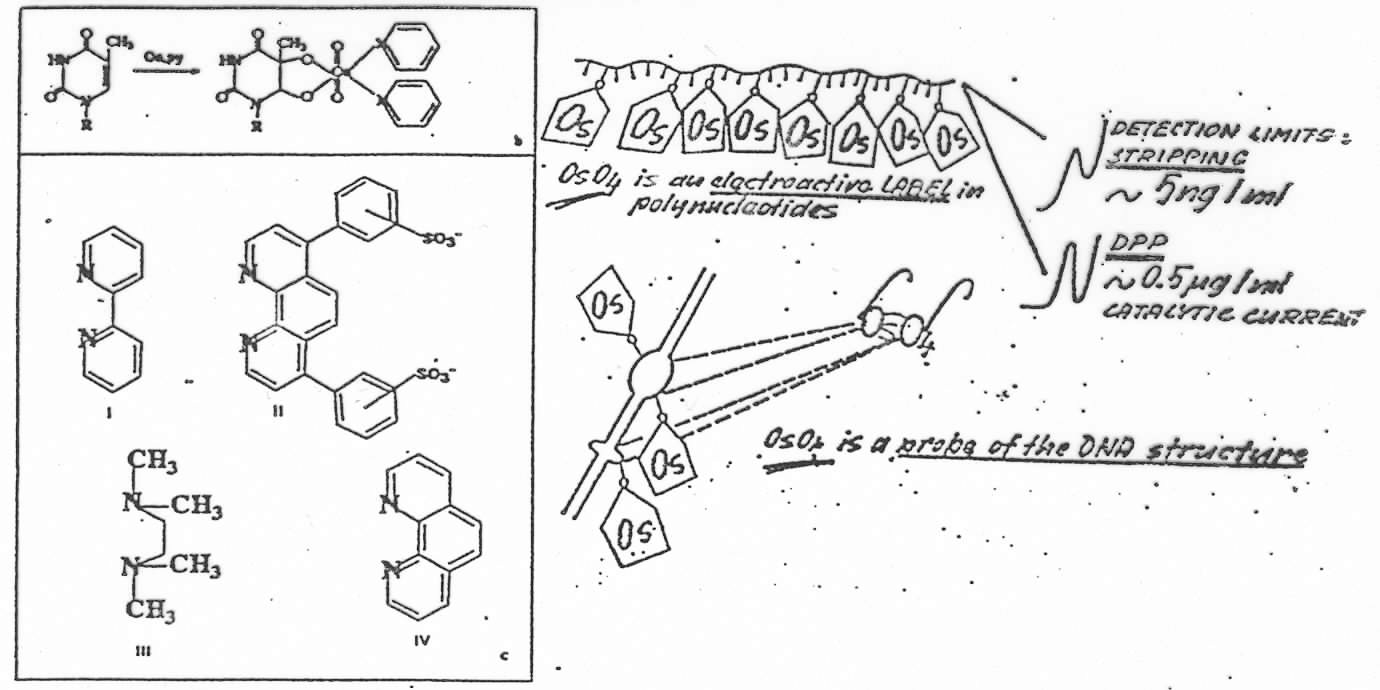 O
CH₃
HN
O
N
R
Os,py
O
CH₃
O
O
HN
Os
O
N
O
O
R
b
N
N
I
N
N
SO₃⁻
SO₃⁻
II
CH₃
N—CH₃
N—CH₃
CH₃
III
N
N
IV
c
Os Os Os Os Os Os Os Os
OsO₄ is an electroactive LABEL in
polynucleotides
DETECTION LIMITS:
STRIPPING
~ 5ng/ml
DPP
~0.5µg/ml
CATALYTIC CURRENT
Os
Os
Os
OsO₄ is a probe of the DNA structure